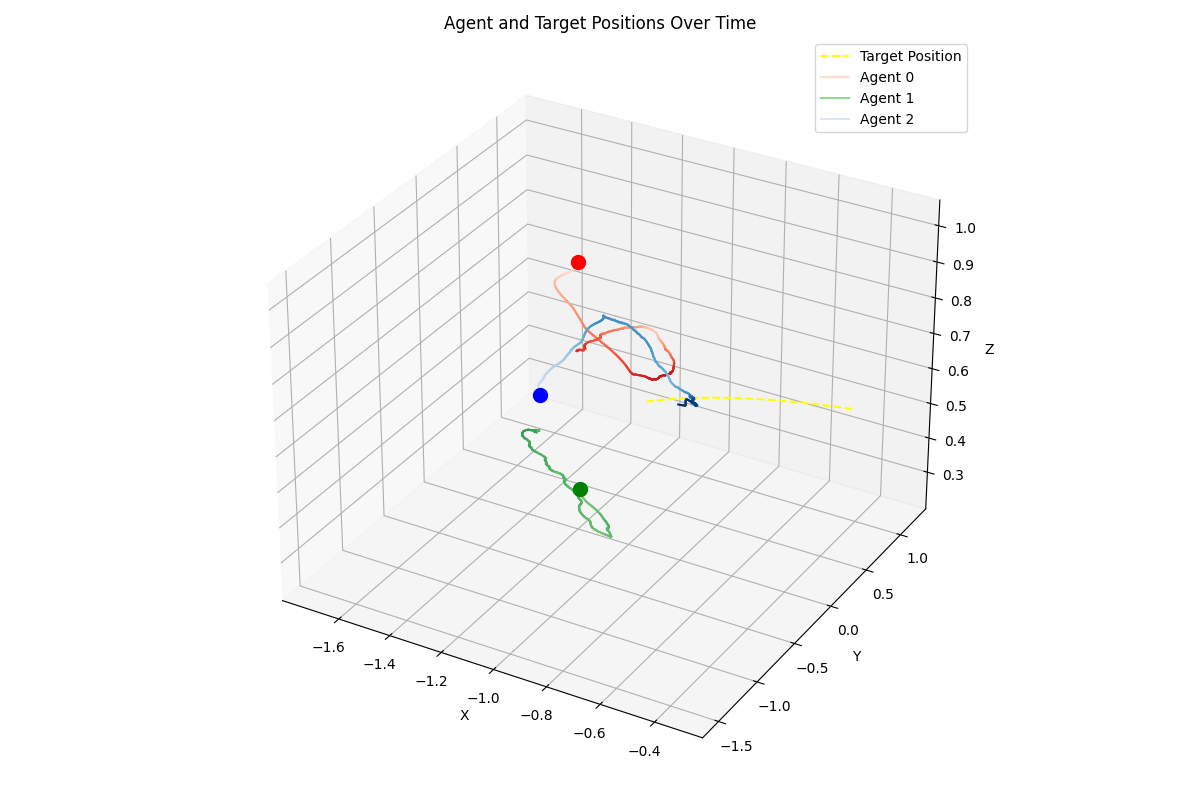 Agent and Target Positions Over Time
Target Position
Agent 0
Agent 1
Agent 2
1.0
0.9
0.8
0.7
Z
0.6
0.5
0.4
0.3
1.0
0.5
0.0
Y
−0.5
−1.0
−1.5
−1.6
−1.4
−1.2
−1.0
X
−0.8
−0.6
−0.4